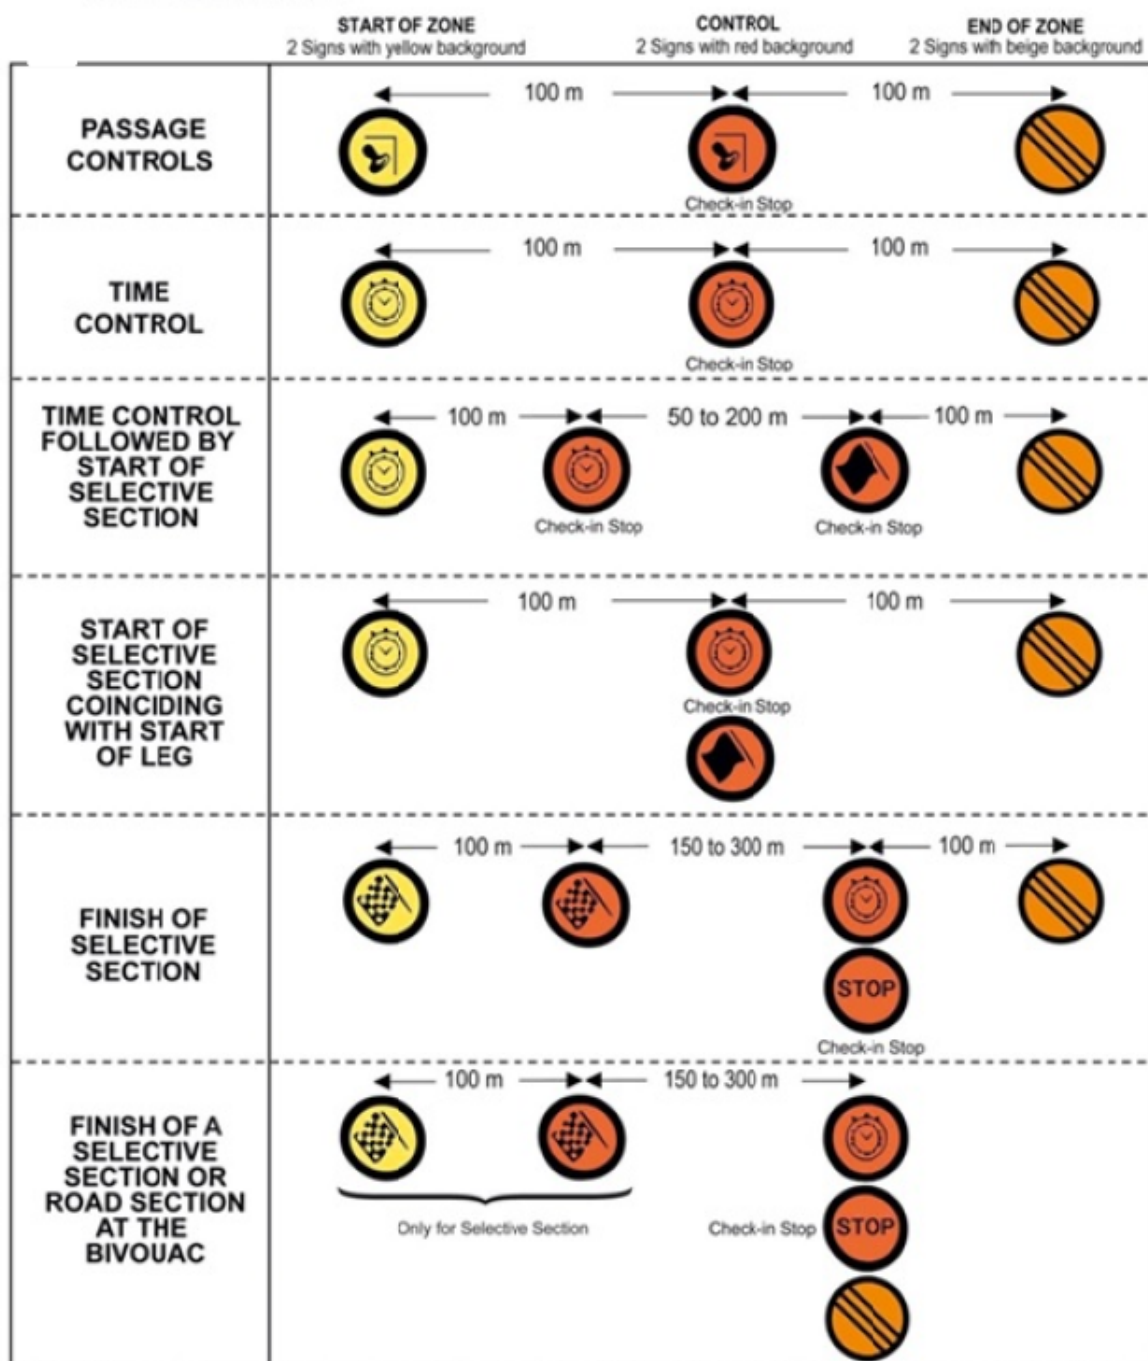 START OF ZONE
2 Signs with yellow background
CONTROL
2 Signs with red background
END OF ZONE
2 Signs with beige background
PASSAGE
CONTROLS
100 m
100 m
Check-in Stop
TIME
CONTROL
100 m
100 m
Check-in Stop
TIME CONTROL
FOLLOWED BY
START OF
SELECTIVE
SECTION
100 m
50 to 200 m
100 m
Check-in Stop
Check-in Stop
START OF
SELECTIVE
SECTION
COINCIDING
WITH START
OF LEG
100 m
100 m
Check-in Stop
FINISH OF
SELECTIVE
SECTION
100 m
150 to 300 m
100 m
STOP
Check-in Stop
FINISH OF A
SELECTIVE
SECTION OR
ROAD SECTION
AT THE
BIVOUAC
100 m
150 to 300 m
Only for Selective Section
Check-in Stop
STOP